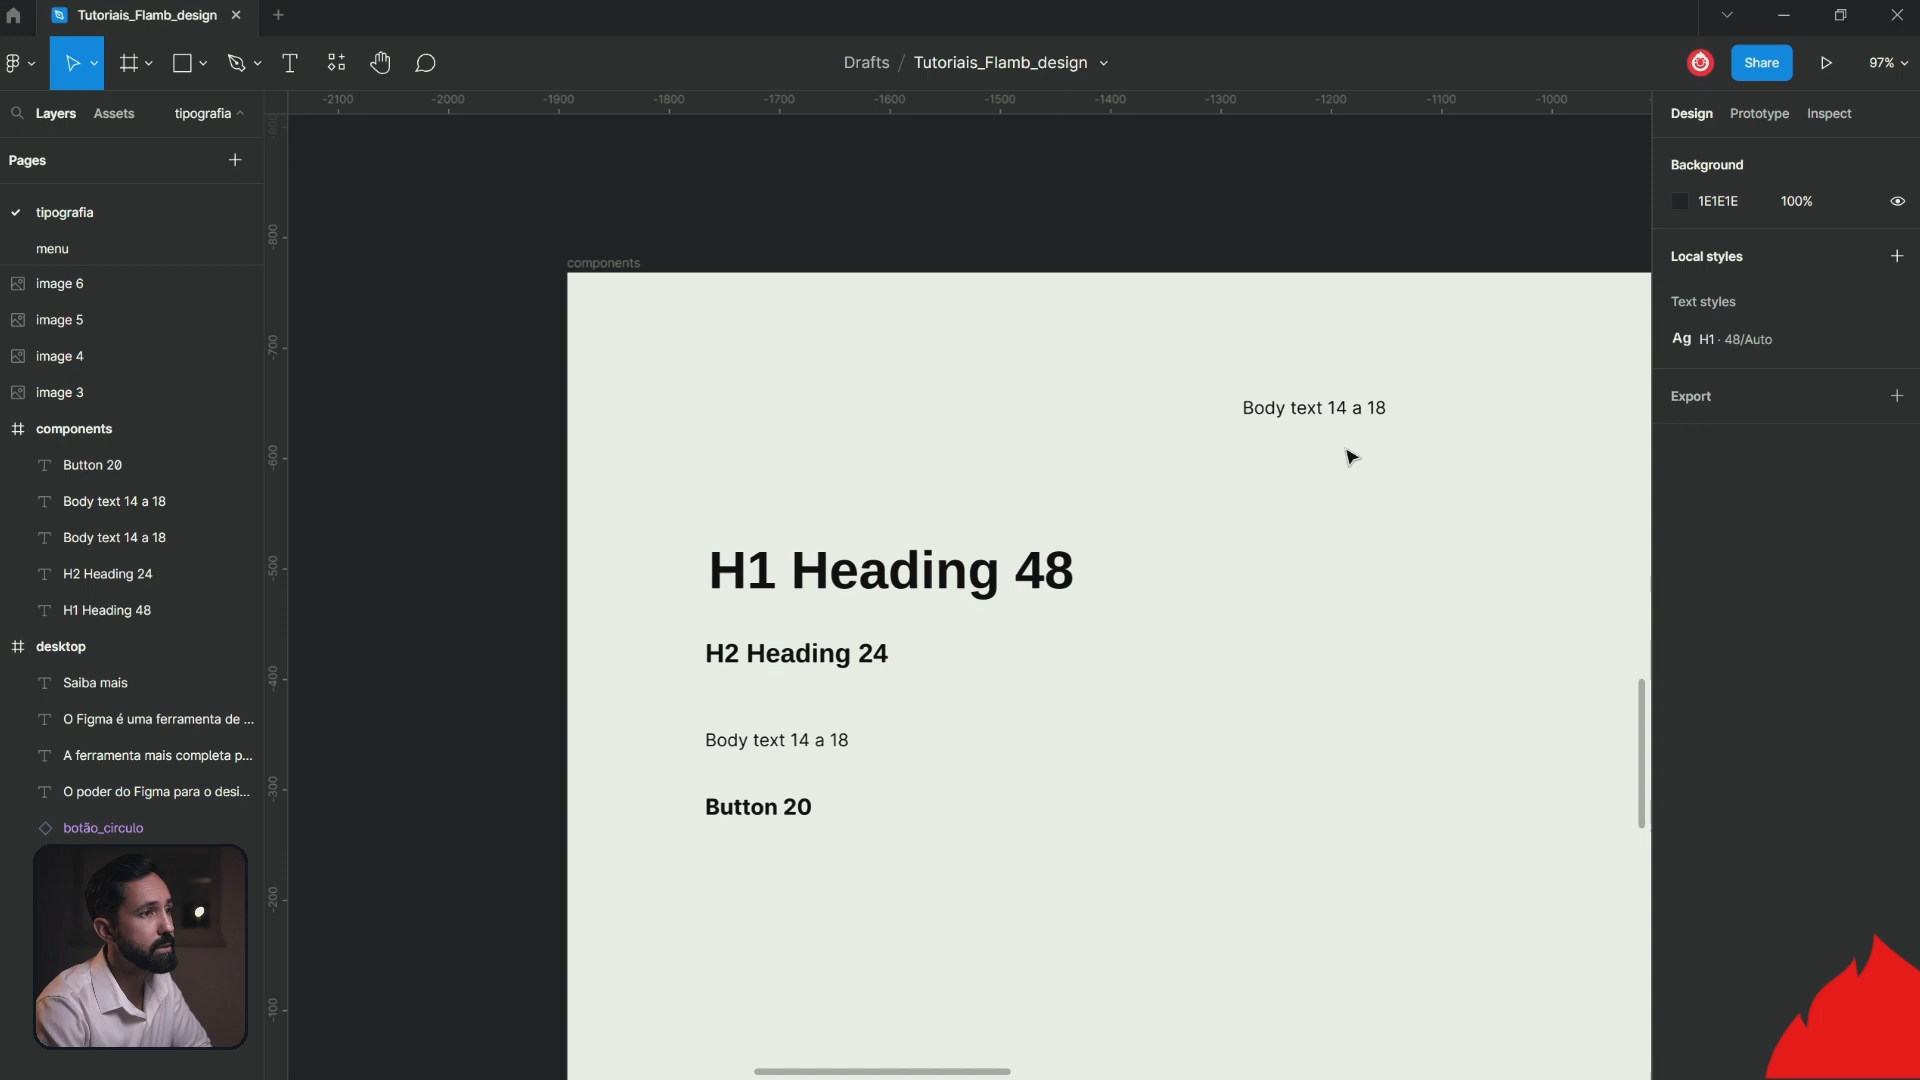 Tutoriais_Flamb_design
Drafts / Tutoriais_Flamb_design
Share
97%
Layers
Assets
tipografia
Pages
tipografia
menu
image 6
image 5
image 4
image 3
components
Button 20
Body text 14 a 18
Body text 14 a 18
H2 Heading 24
H1 Heading 48
desktop
Saiba mais
O Figma é uma ferramenta de ...
A ferramenta mais completa p...
O poder do Figma para o desi...
botão_circulo
-2100 -2000 -1900 -1800 -1700 -1600 -1500 -1400 -1300 -1200 -1100 -1000
-900
-800
-700
-600
-500
-400
-300
-200
-100
components
Body text 14 a 18
H1 Heading 48
H2 Heading 24
Body text 14 a 18
Button 20
Design
Prototype
Inspect
Background
1E1E1E 100%
Local styles
Text styles
Ag H1 · 48/Auto
Export